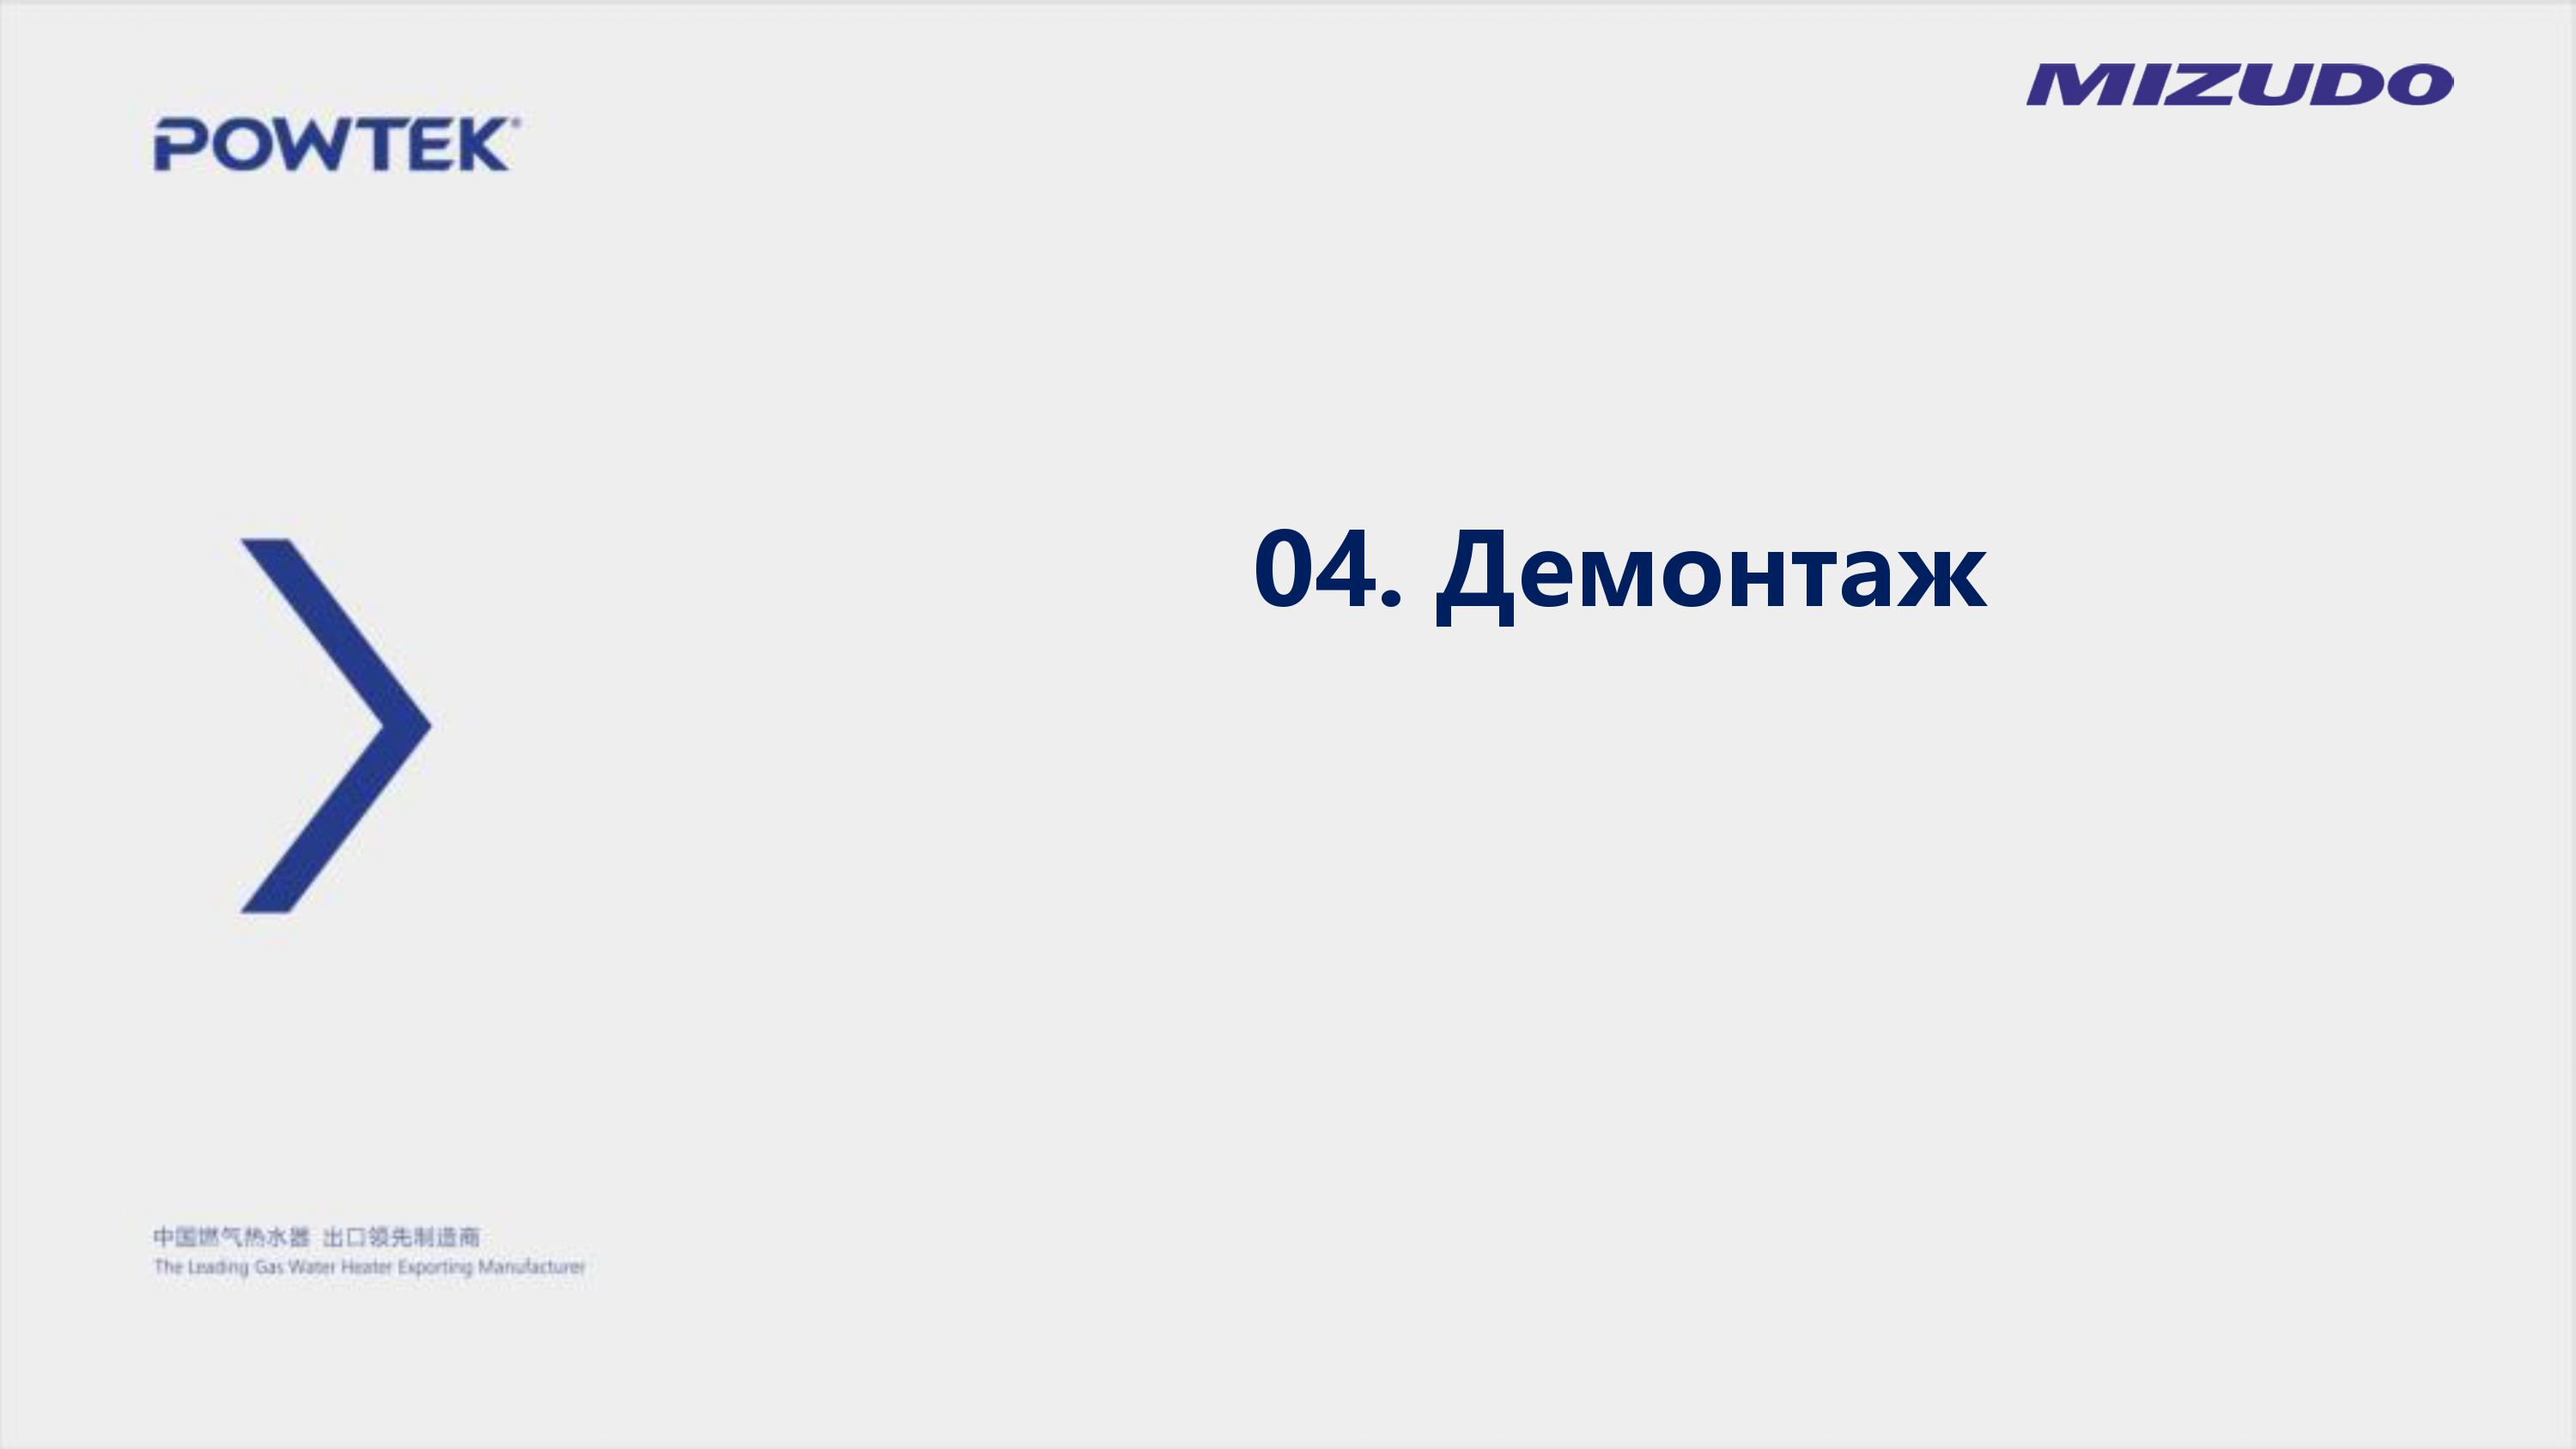 MIZUDO
POWTEK®
04. Демонтаж
中国燃气热水器 出口领先制造商
The Leading Gas Water Heater Exporting Manufacturer